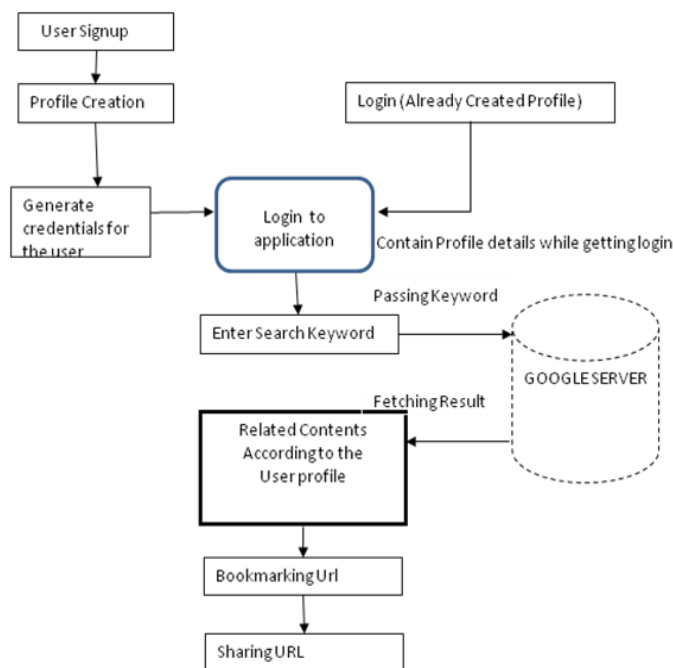 User Signup
Profile Creation
Login (Already Created Profile)
Generate
credentials for
the user
Login to
application
Contain Profile details while getting login
Passing Keyword
Enter Search Keyword
GOOGLE SERVER
Fetching Result
Related Contents
According to the
User profile
Bookmarking Url
Sharing URL